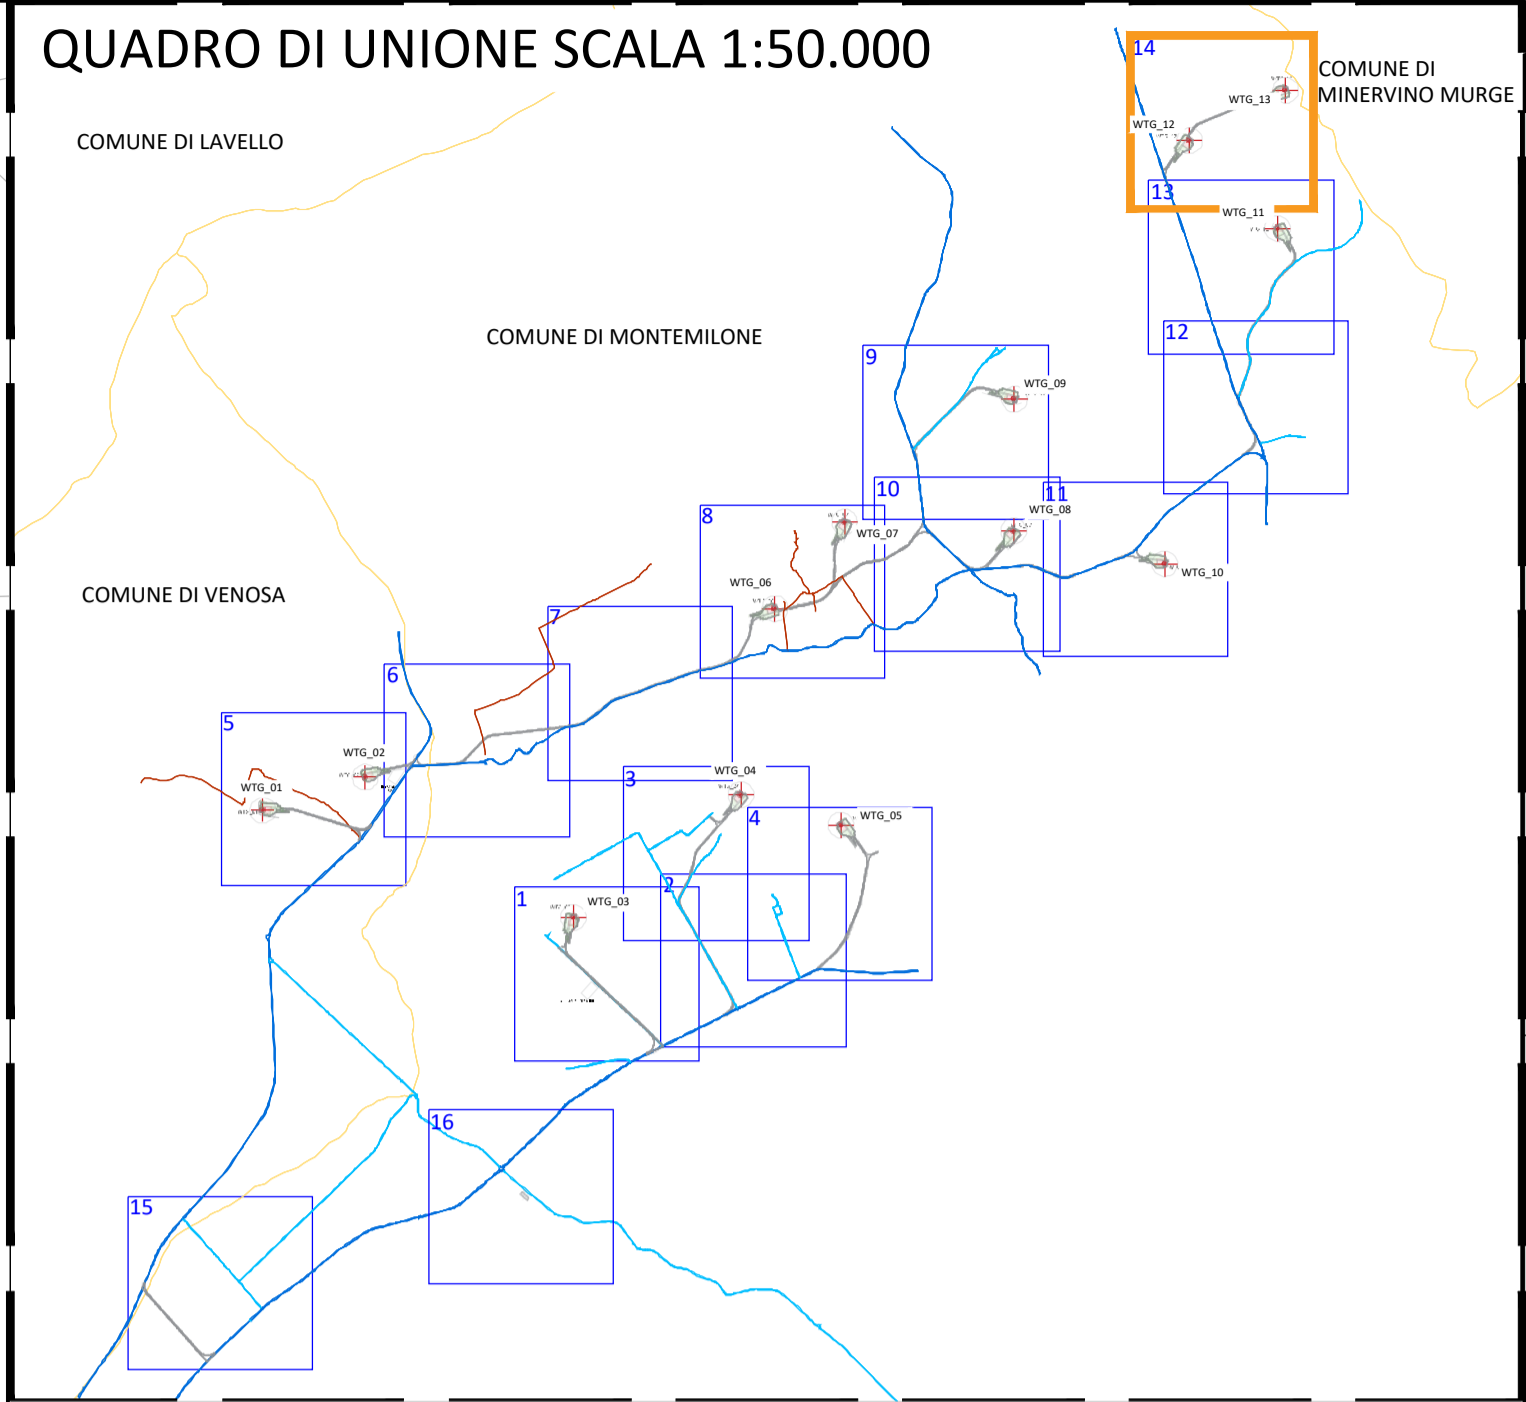 QUADRO DI UNIONE SCALA 1:50.000
14
COMUNE DI
MINERVINO MURGE
WTG_13
WTG_12
COMUNE DI LAVELLO
13
WTG_11
COMUNE DI MONTEMILONE
12
9
WTG_09
10
11
WTG_08
8
WTG_07
WTG_10
WTG_06
COMUNE DI VENOSA
7
6
5
WTG_02
WTG_01
WTG_04
3
4
WTG_05
2
1
WTG_03
16
15